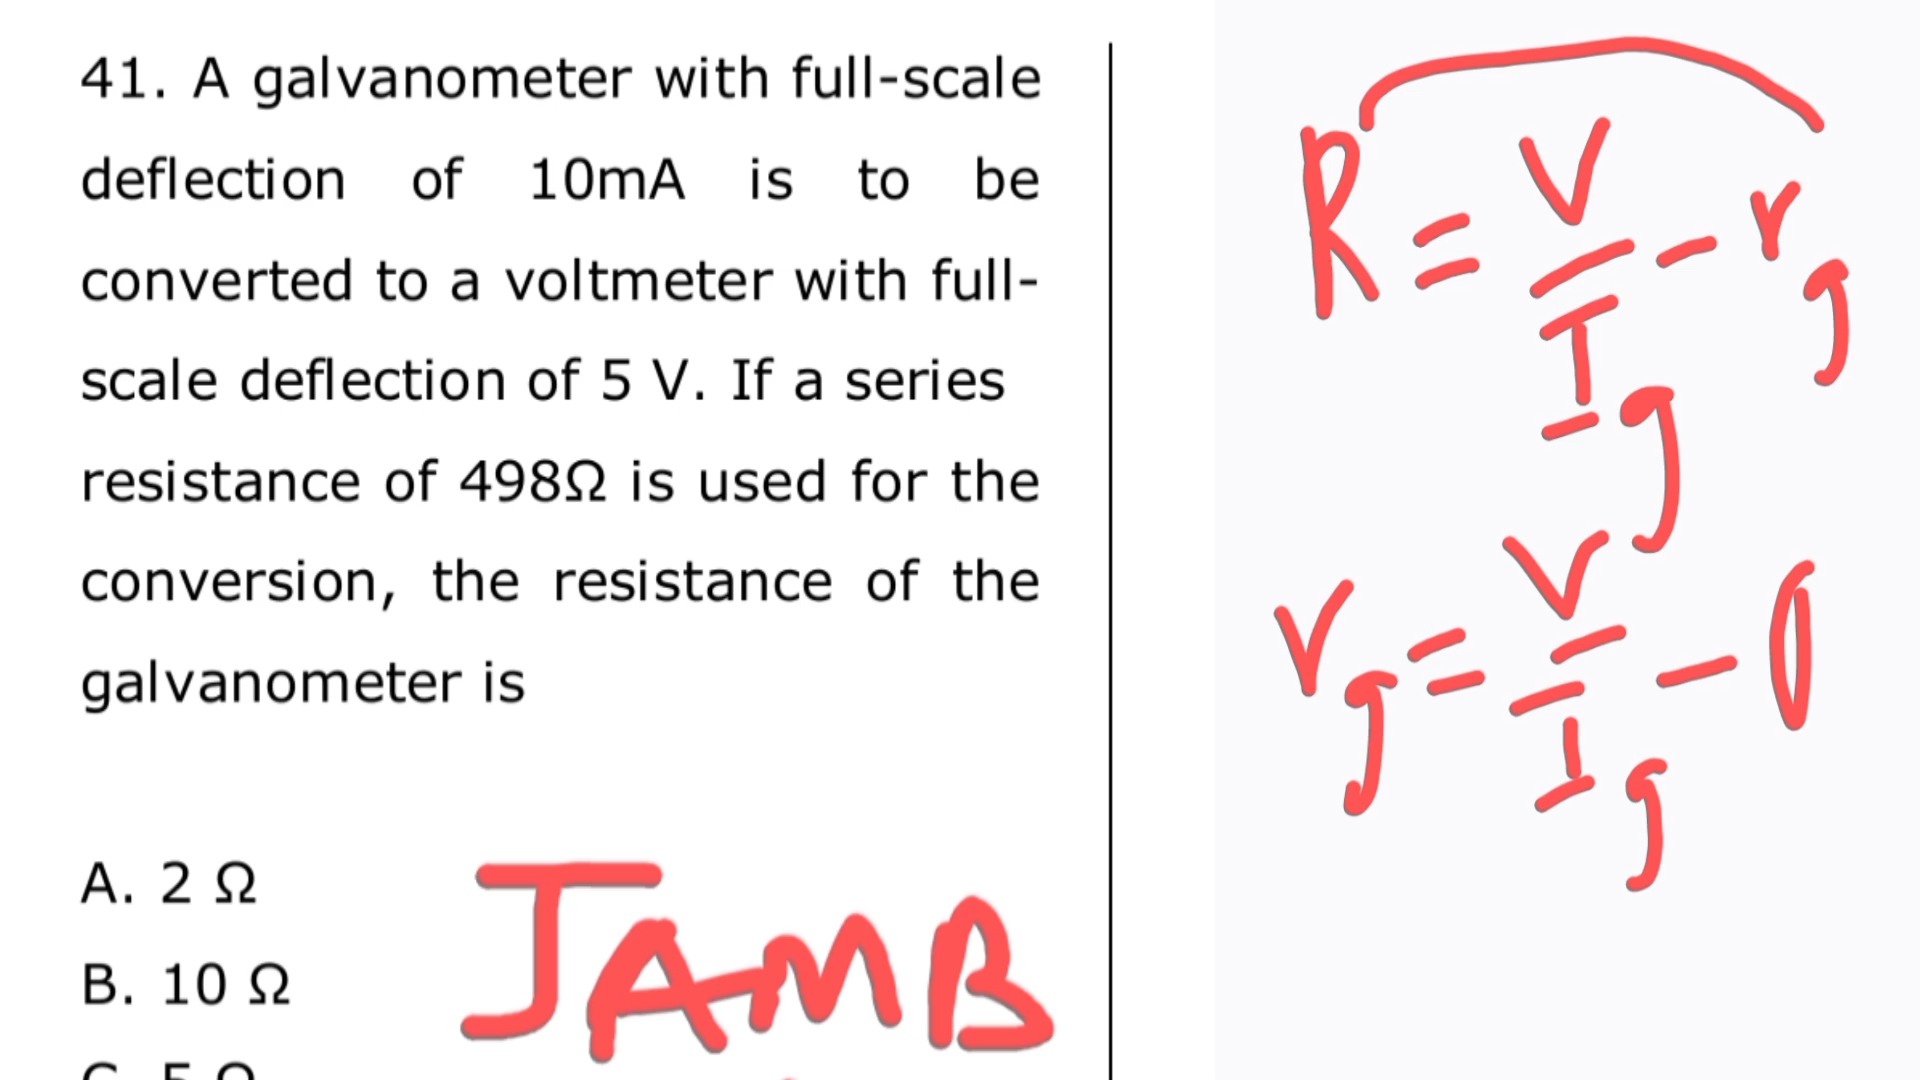 41. A galvanometer with full-scale
deflection of 10mA is to be
converted to a voltmeter with full-
scale deflection of 5 V. If a series
resistance of 498Ω is used for the
conversion, the resistance of the
galvanometer is
A. 2 Ω
B. 10 Ω
C. 5 Ω
JAMB
R = V/Ig - rg
rg = V/Ig -